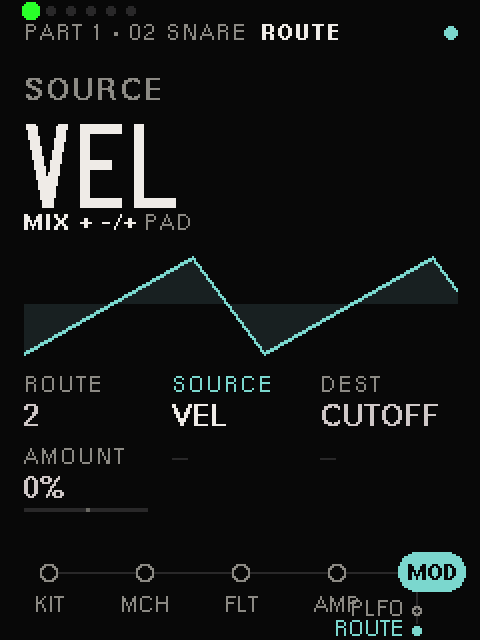 PART 1 · 02 SNARE ROUTE
SOURCE
VEL
MIX + -/+ PAD
ROUTE SOURCE DEST
2 VEL CUTOFF
AMOUNT — —
0%
MOD
KIT MCH FLT AMP PLFO
ROUTE